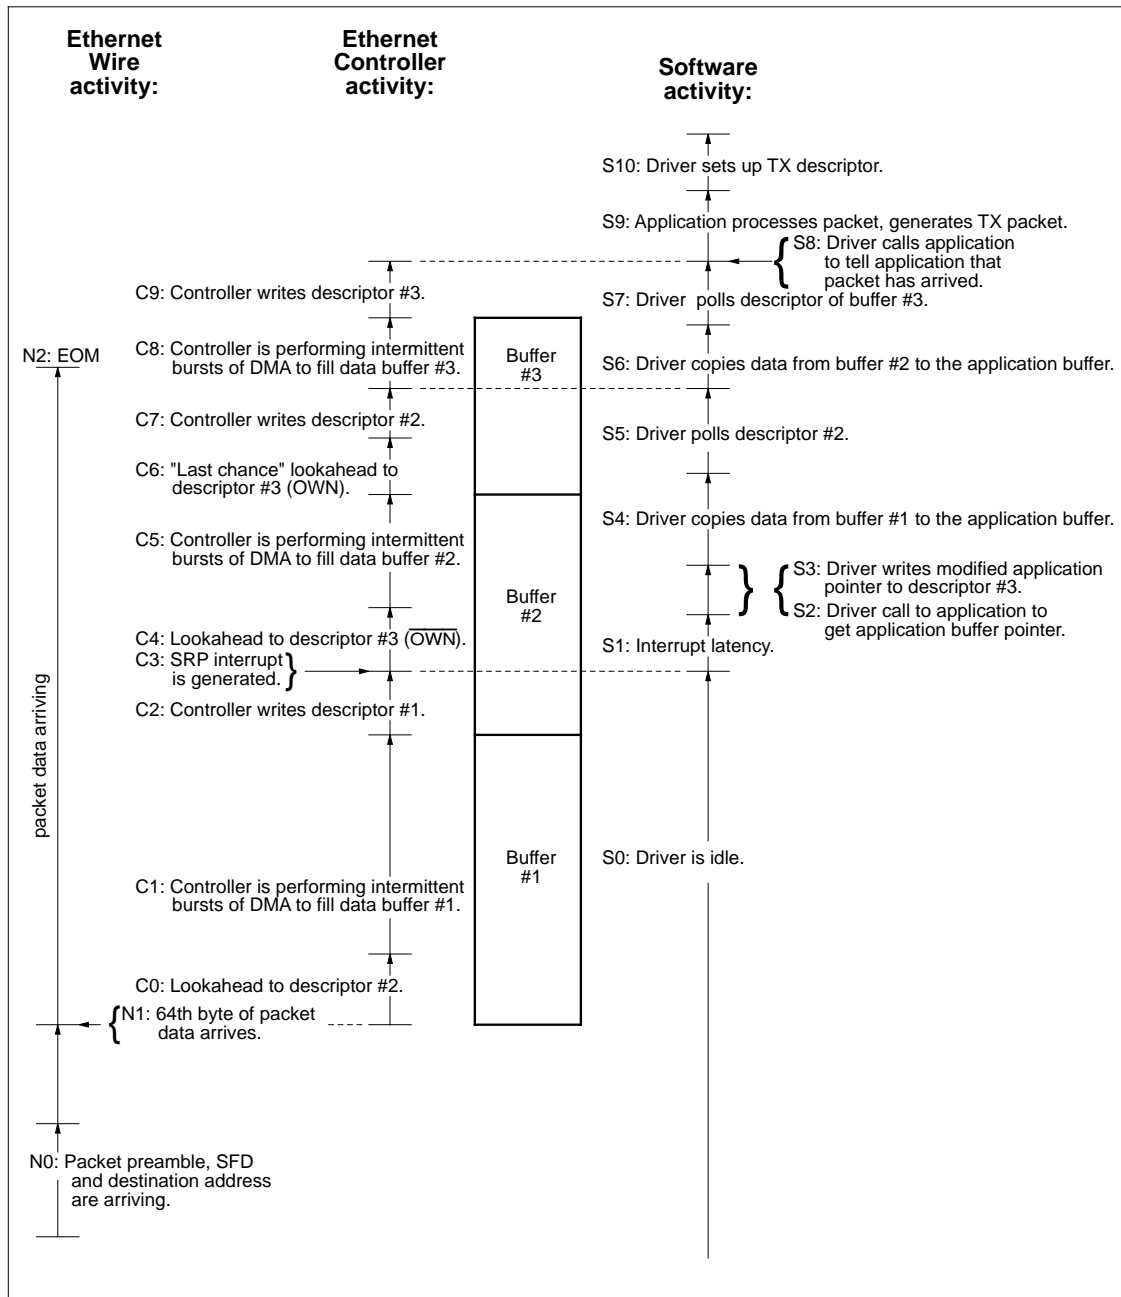 Ethernet
Wire
activity:
Ethernet
Controller
activity:
Software
activity:
S10: Driver sets up TX descriptor.
S9: Application processes packet, generates TX packet.
S8: Driver calls application
to tell application that
packet has arrived.
S7: Driver polls descriptor of buffer #3.
S6: Driver copies data from buffer #2 to the application buffer.
S5: Driver polls descriptor #2.
S4: Driver copies data from buffer #1 to the application buffer.
S3: Driver writes modified application
pointer to descriptor #3.
S2: Driver call to application to
get application buffer pointer.
S1: Interrupt latency.
S0: Driver is idle.
C9: Controller writes descriptor #3.
C8: Controller is performing intermittent
bursts of DMA to fill data buffer #3.
C7: Controller writes descriptor #2.
C6: "Last chance" lookahead to
descriptor #3 (OWN).
C5: Controller is performing intermittent
bursts of DMA to fill data buffer #2.
C4: Lookahead to descriptor #3 (OWN).
C3: SRP interrupt
is generated.
C2: Controller writes descriptor #1.
C1: Controller is performing intermittent
bursts of DMA to fill data buffer #1.
C0: Lookahead to descriptor #2.
Buffer
#3
Buffer
#2
Buffer
#1
N2: EOM
packet data arriving
N1: 64th byte of packet
data arrives.
N0: Packet preamble, SFD
and destination address
are arriving.